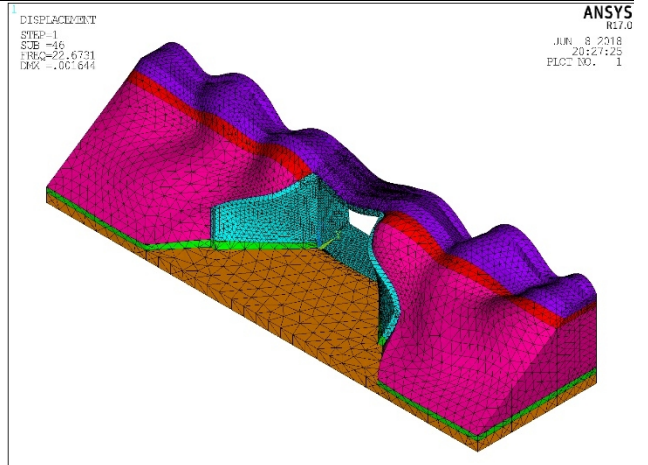 1
DISPLACEMENT
STEP=1
SUB =46
FREQ=22.6731
DMX =.001644
ANSYS
R17.0
JUN 8 2018
20:27:25
PLOT NO. 1